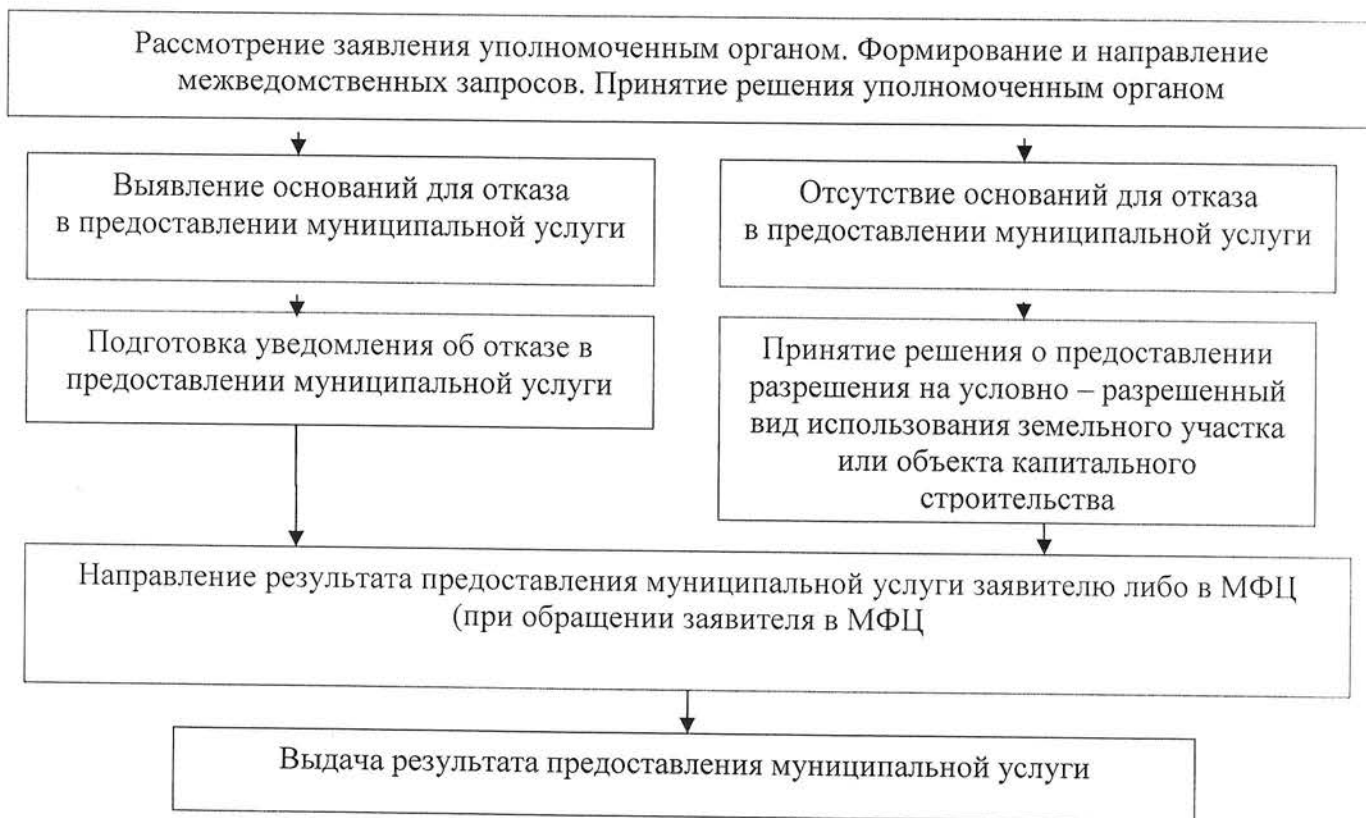 Рассмотрение заявления уполномоченным органом. Формирование и направление
межведомственных запросов. Принятие решения уполномоченным органом
Выявление оснований для отказа
в предоставлении муниципальной услуги
Отсутствие оснований для отказа
в предоставлении муниципальной услуги
Подготовка уведомления об отказе в
предоставлении муниципальной услуги
Принятие решения о предоставлении
разрешения на условно – разрешенный
вид использования земельного участка
или объекта капитального
строительства
Направление результата предоставления муниципальной услуги заявителю либо в МФЦ
(при обращении заявителя в МФЦ
Выдача результата предоставления муниципальной услуги